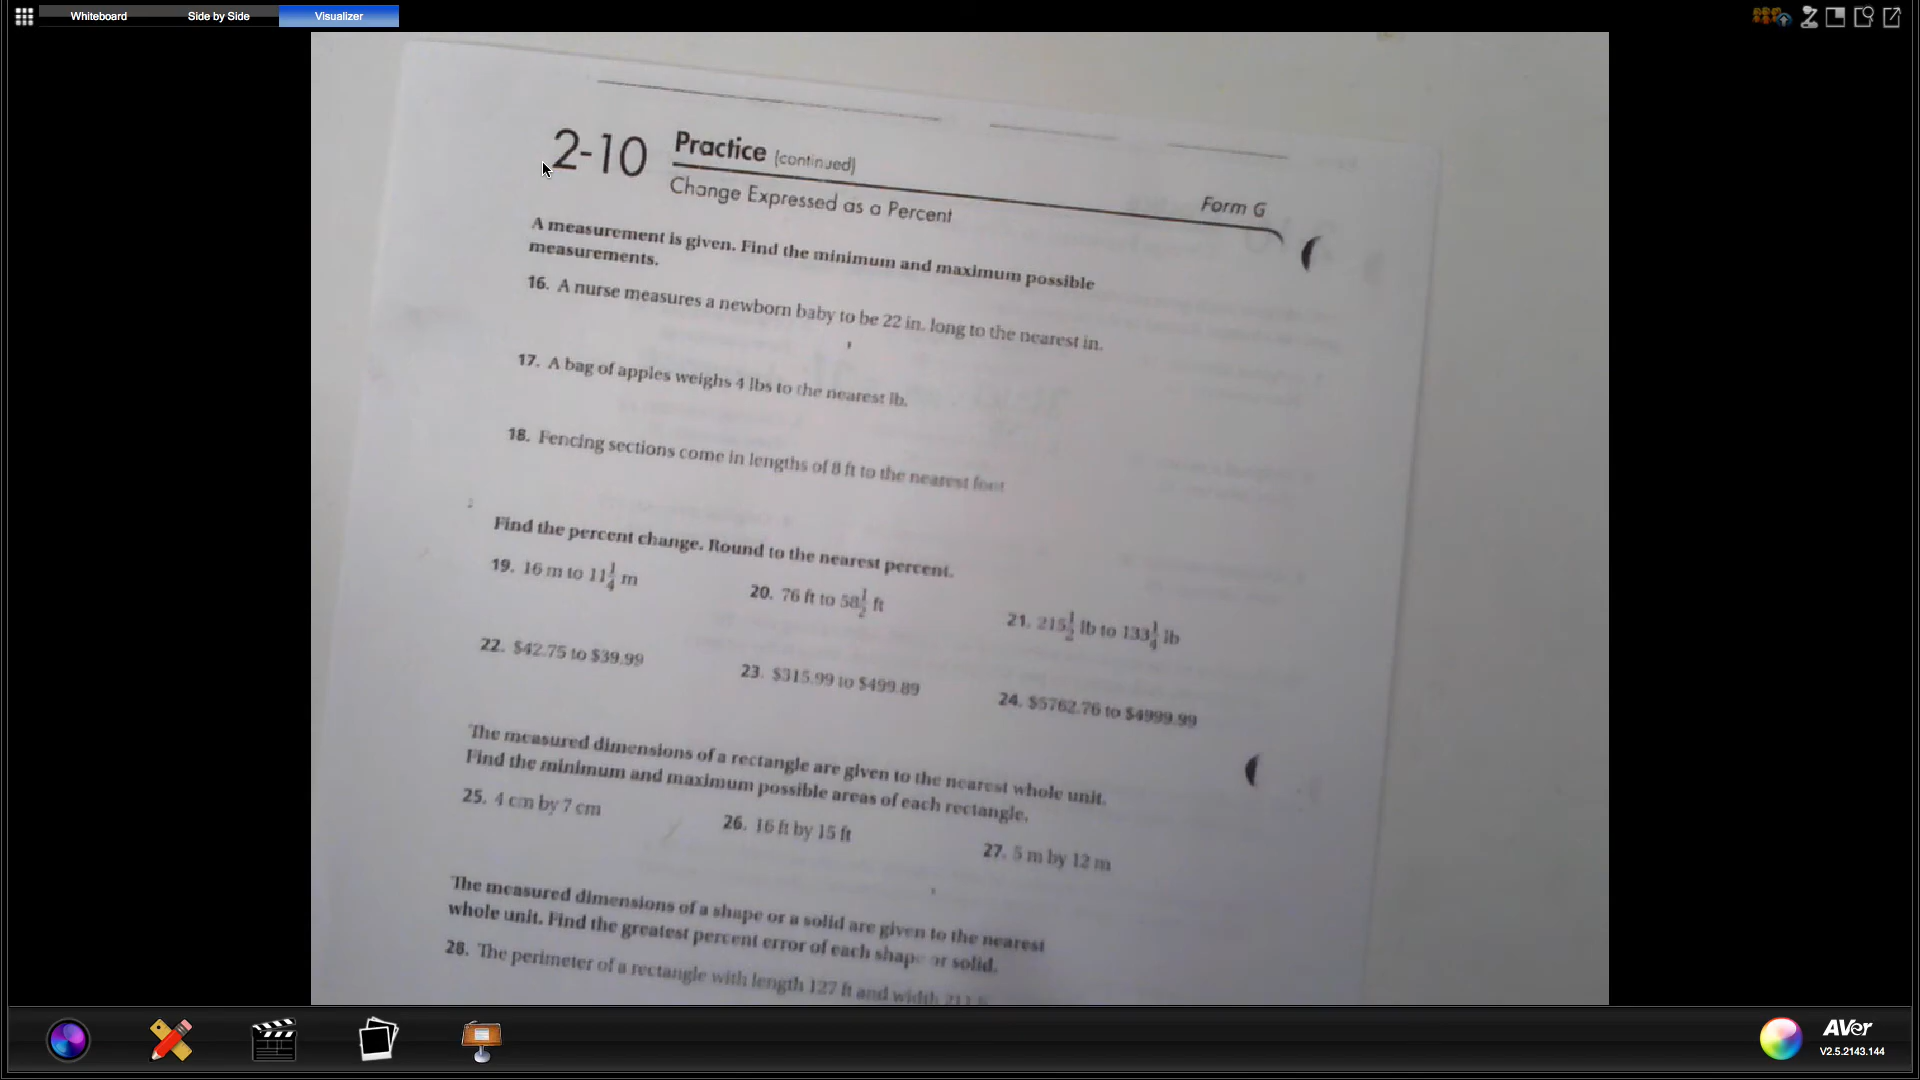 Whiteboard
Side by Side
Visualizer
2-10
Practice (continued)
Change Expressed as a Percent
Form G
A measurement is given. Find the minimum and maximum possible
measurements.
16. A nurse measures a newborn baby to be 22 in. long to the nearest in.
17. A bag of apples weighs 4 lbs to the nearest lb.
18. Fencing sections come in lengths of 8 ft to the nearest foot
Find the percent change. Round to the nearest percent.
19. 16 m to 11 1/4 m
20. 76 ft to 58 1/2 ft
21. 215 1/2 lb to 133 1/4 lb
22. $42.75 to $39.99
23. $315.99 to $499.89
24. $5762.76 to $4999.99
The measured dimensions of a rectangle are given to the nearest whole unit.
Find the minimum and maximum possible areas of each rectangle.
25. 4 cm by 7 cm
26. 16 ft by 15 ft
27. 5 m by 12 m
The measured dimensions of a shape or a solid are given to the nearest
whole unit. Find the greatest percent error of each shape or solid.
28. The perimeter of a rectangle with length 127 ft and width
AVer
V2.5.2143.144